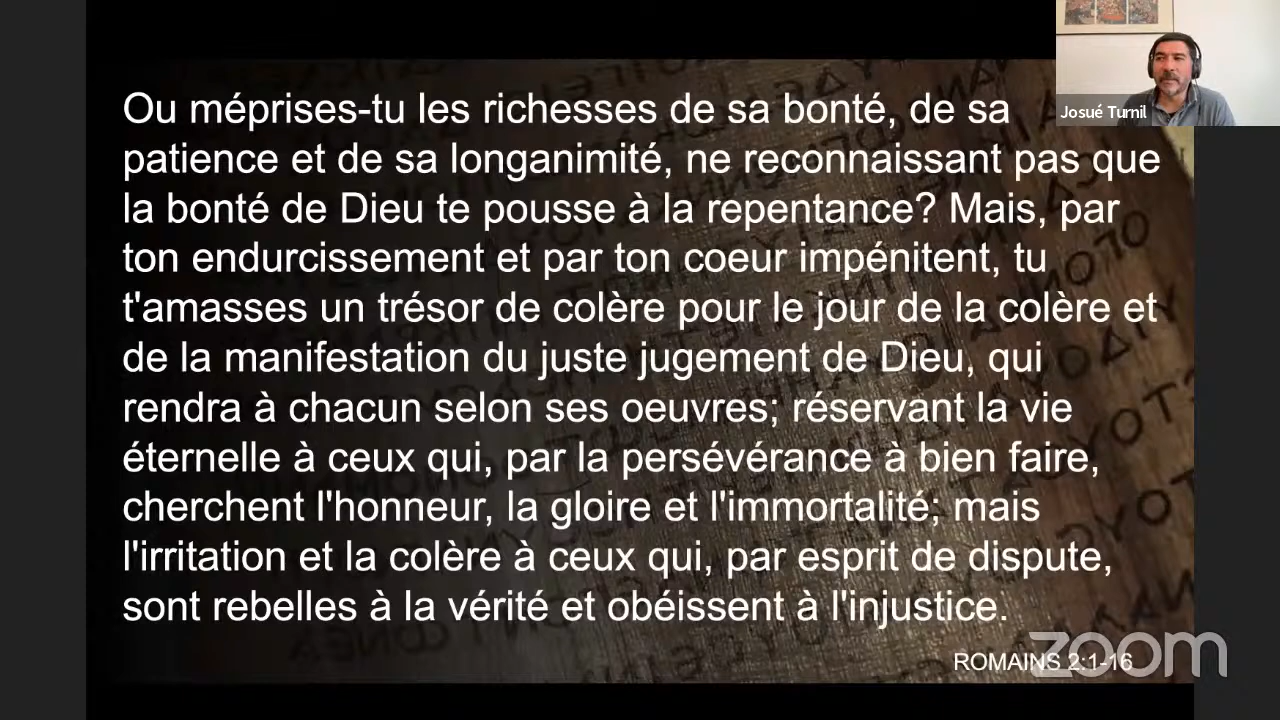 Ou méprises-tu les richesses de sa bonté, de sa
patience et de sa longanimité, ne reconnaissant pas que
la bonté de Dieu te pousse à la repentance? Mais, par
ton endurcissement et par ton coeur impénitent, tu
t'amasses un trésor de colère pour le jour de la colère et
de la manifestation du juste jugement de Dieu, qui
rendra à chacun selon ses oeuvres; réservant la vie
éternelle à ceux qui, par la persévérance à bien faire,
cherchent l'honneur, la gloire et l'immortalité; mais
l'irritation et la colère à ceux qui, par esprit de dispute,
sont rebelles à la vérité et obéissent à l'injustice.
ROMAINS 2:1-16
Josué Turnil
zoom